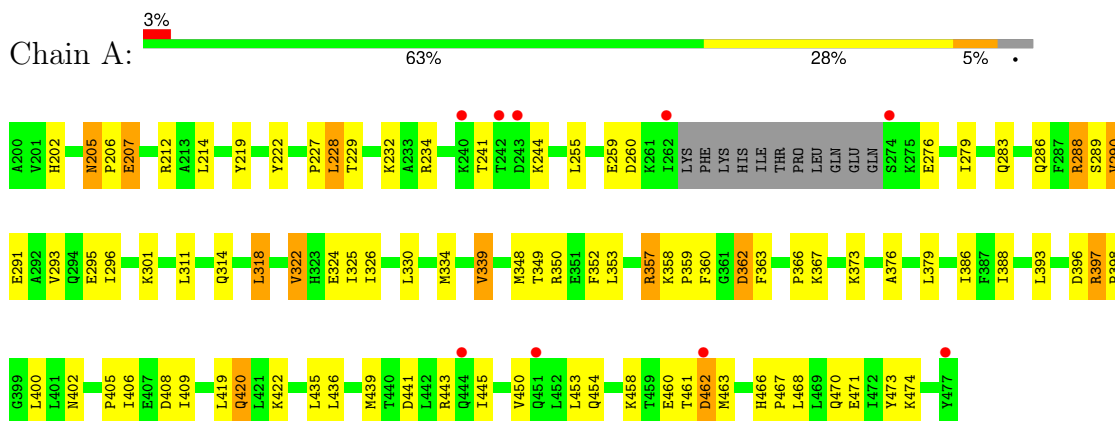 3%
Chain A:
63% 28% 5% •
A200 V201 H202 N205 P206 E207 R212 A213 L214 Y219 Y222 P227 L228 T229 K232 A233 R234 K240 T241 T242 D243 K244 L255 E259 D260 K261 I262 LYS PHE LYS HIS ILE THR PRO LEU GLN GLU GLN S274 K275 E276 I279 Q283 Q286 F287 R288 S289 V290
E291 A292 V293 Q294 E295 I296 K301 L311 Q314 L318 V322 H323 E324 I325 I326 L330 M334 V339 M348 T349 R350 E351 F352 L353 R357 K358 P359 F360 G361 D362 F363 P366 K367 K373 A376 L379 I386 F387 I388 L393 D396 R397 P398
G399 L400 L401 N402 P405 I406 E407 D408 I409 L419 Q420 L421 K422 L435 L436 M439 T440 D441 L442 R443 Q444 I445 V450 Q451 L452 L453 Q454 K458 T459 E460 T461 D462 M463 H466 P467 L468 L469 Q470 E471 I472 Y473 K474 Y477